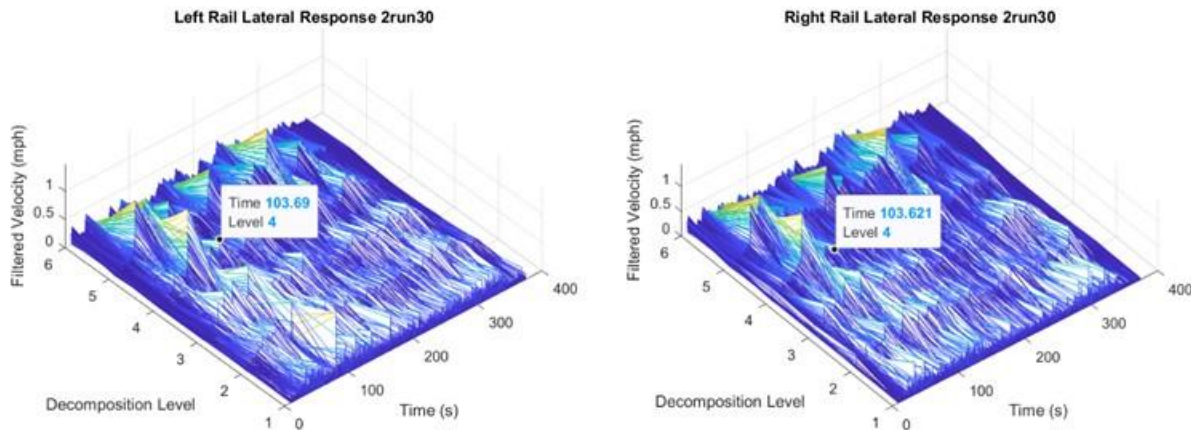 Left Rail Lateral Response 2run30
Filtered Velocity (mph)
1
0.5
0
6
5
4
3
2
1
Decomposition Level
0
100
200
300
400
Time (s)
Time 103.69
Level 4
Right Rail Lateral Response 2run30
Filtered Velocity (mph)
1
0.5
0
6
5
4
3
2
1
Decomposition Level
0
100
200
300
400
Time (s)
Time 103.621
Level 4